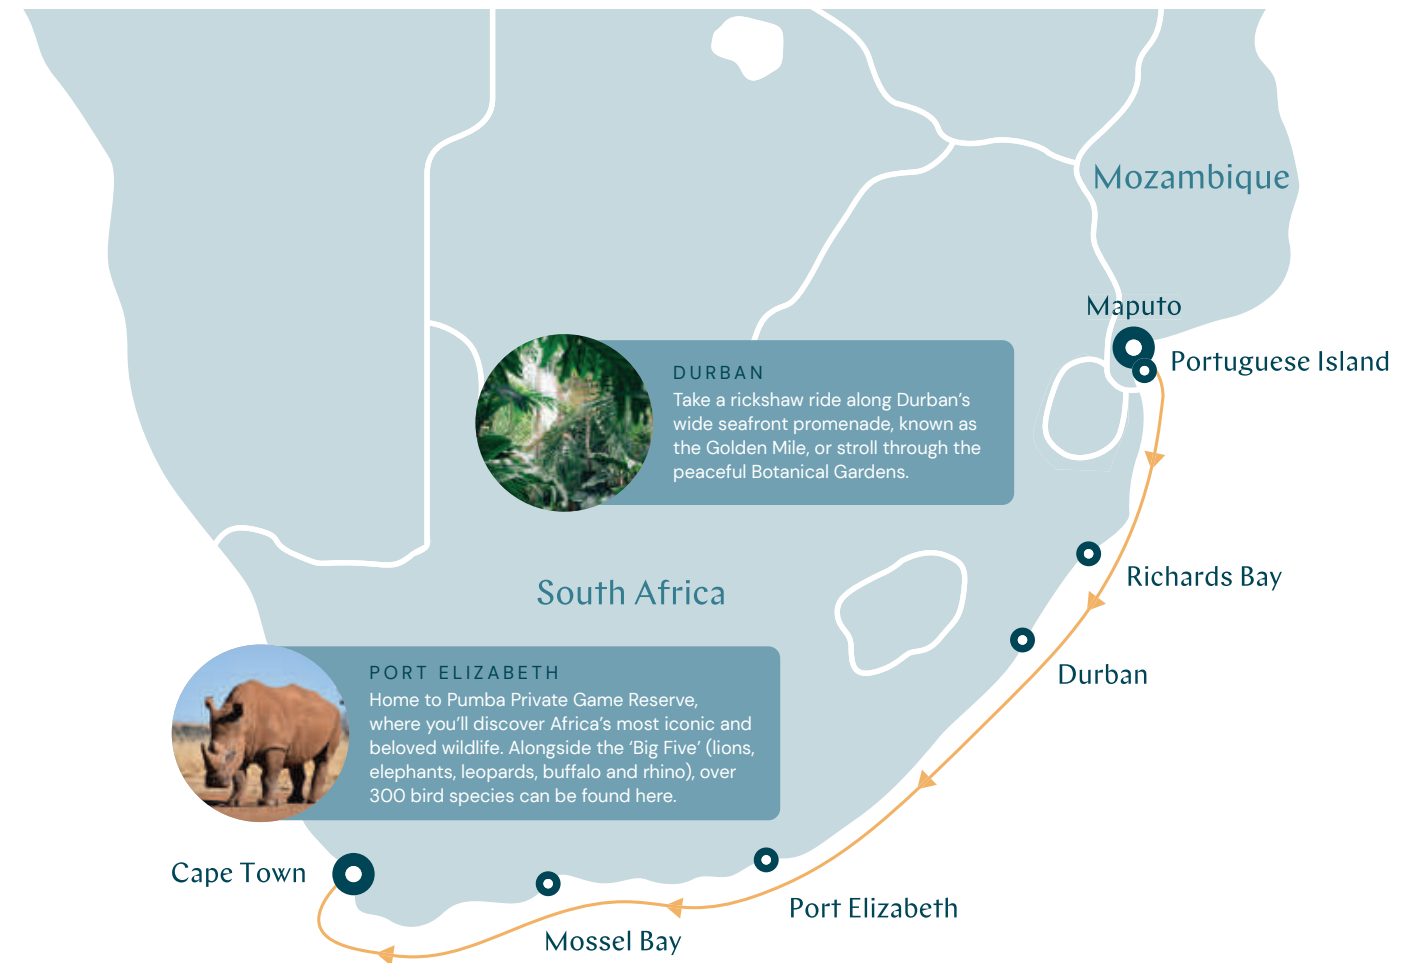 Mozambique
Maputo
Portuguese Island
DURBAN
Take a rickshaw ride along Durban’s
wide seafront promenade, known as
the Golden Mile, or stroll through the
peaceful Botanical Gardens.
Richards Bay
South Africa
Durban
PORT ELIZABETH
Home to Pumba Private Game Reserve,
where you’ll discover Africa’s most iconic and
beloved wildlife. Alongside the ‘Big Five’ (lions,
elephants, leopards, buffalo and rhino), over
300 bird species can be found here.
Cape Town
Port Elizabeth
Mossel Bay